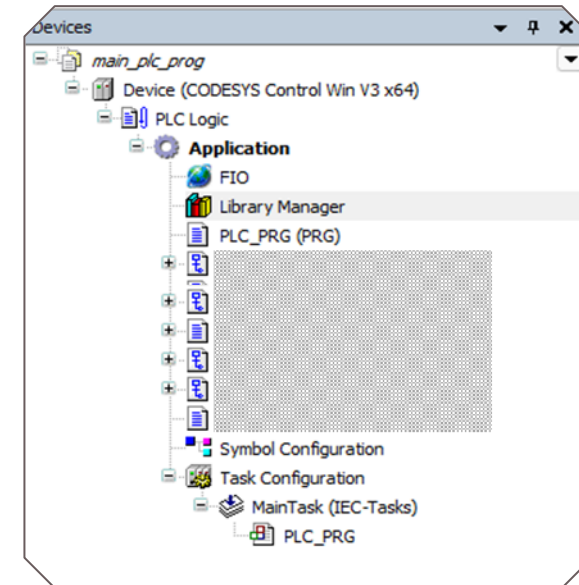 Devices
main_plc_prog
Device (CODESYS Control Win V3 x64)
PLC Logic
Application
FIO
Library Manager
PLC_PRG (PRG)
Symbol Configuration
Task Configuration
MainTask (IEC-Tasks)
PLC_PRG